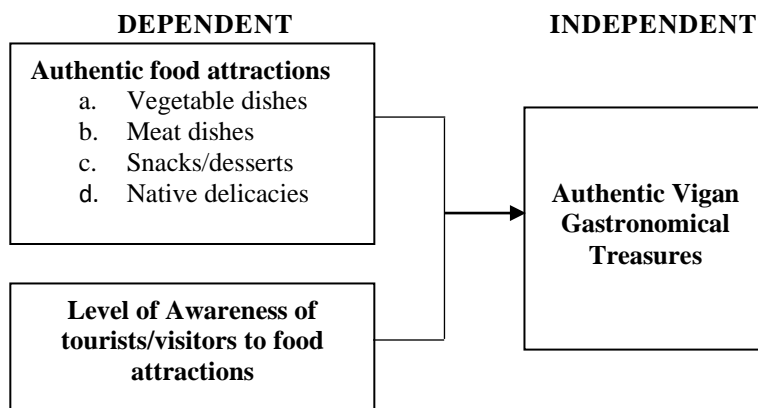 DEPENDENT
Authentic food attractions
a. Vegetable dishes
b. Meat dishes
c. Snacks/desserts
d. Native delicacies
Level of Awareness of
tourists/visitors to food
attractions
INDEPENDENT
Authentic Vigan
Gastronomical
Treasures